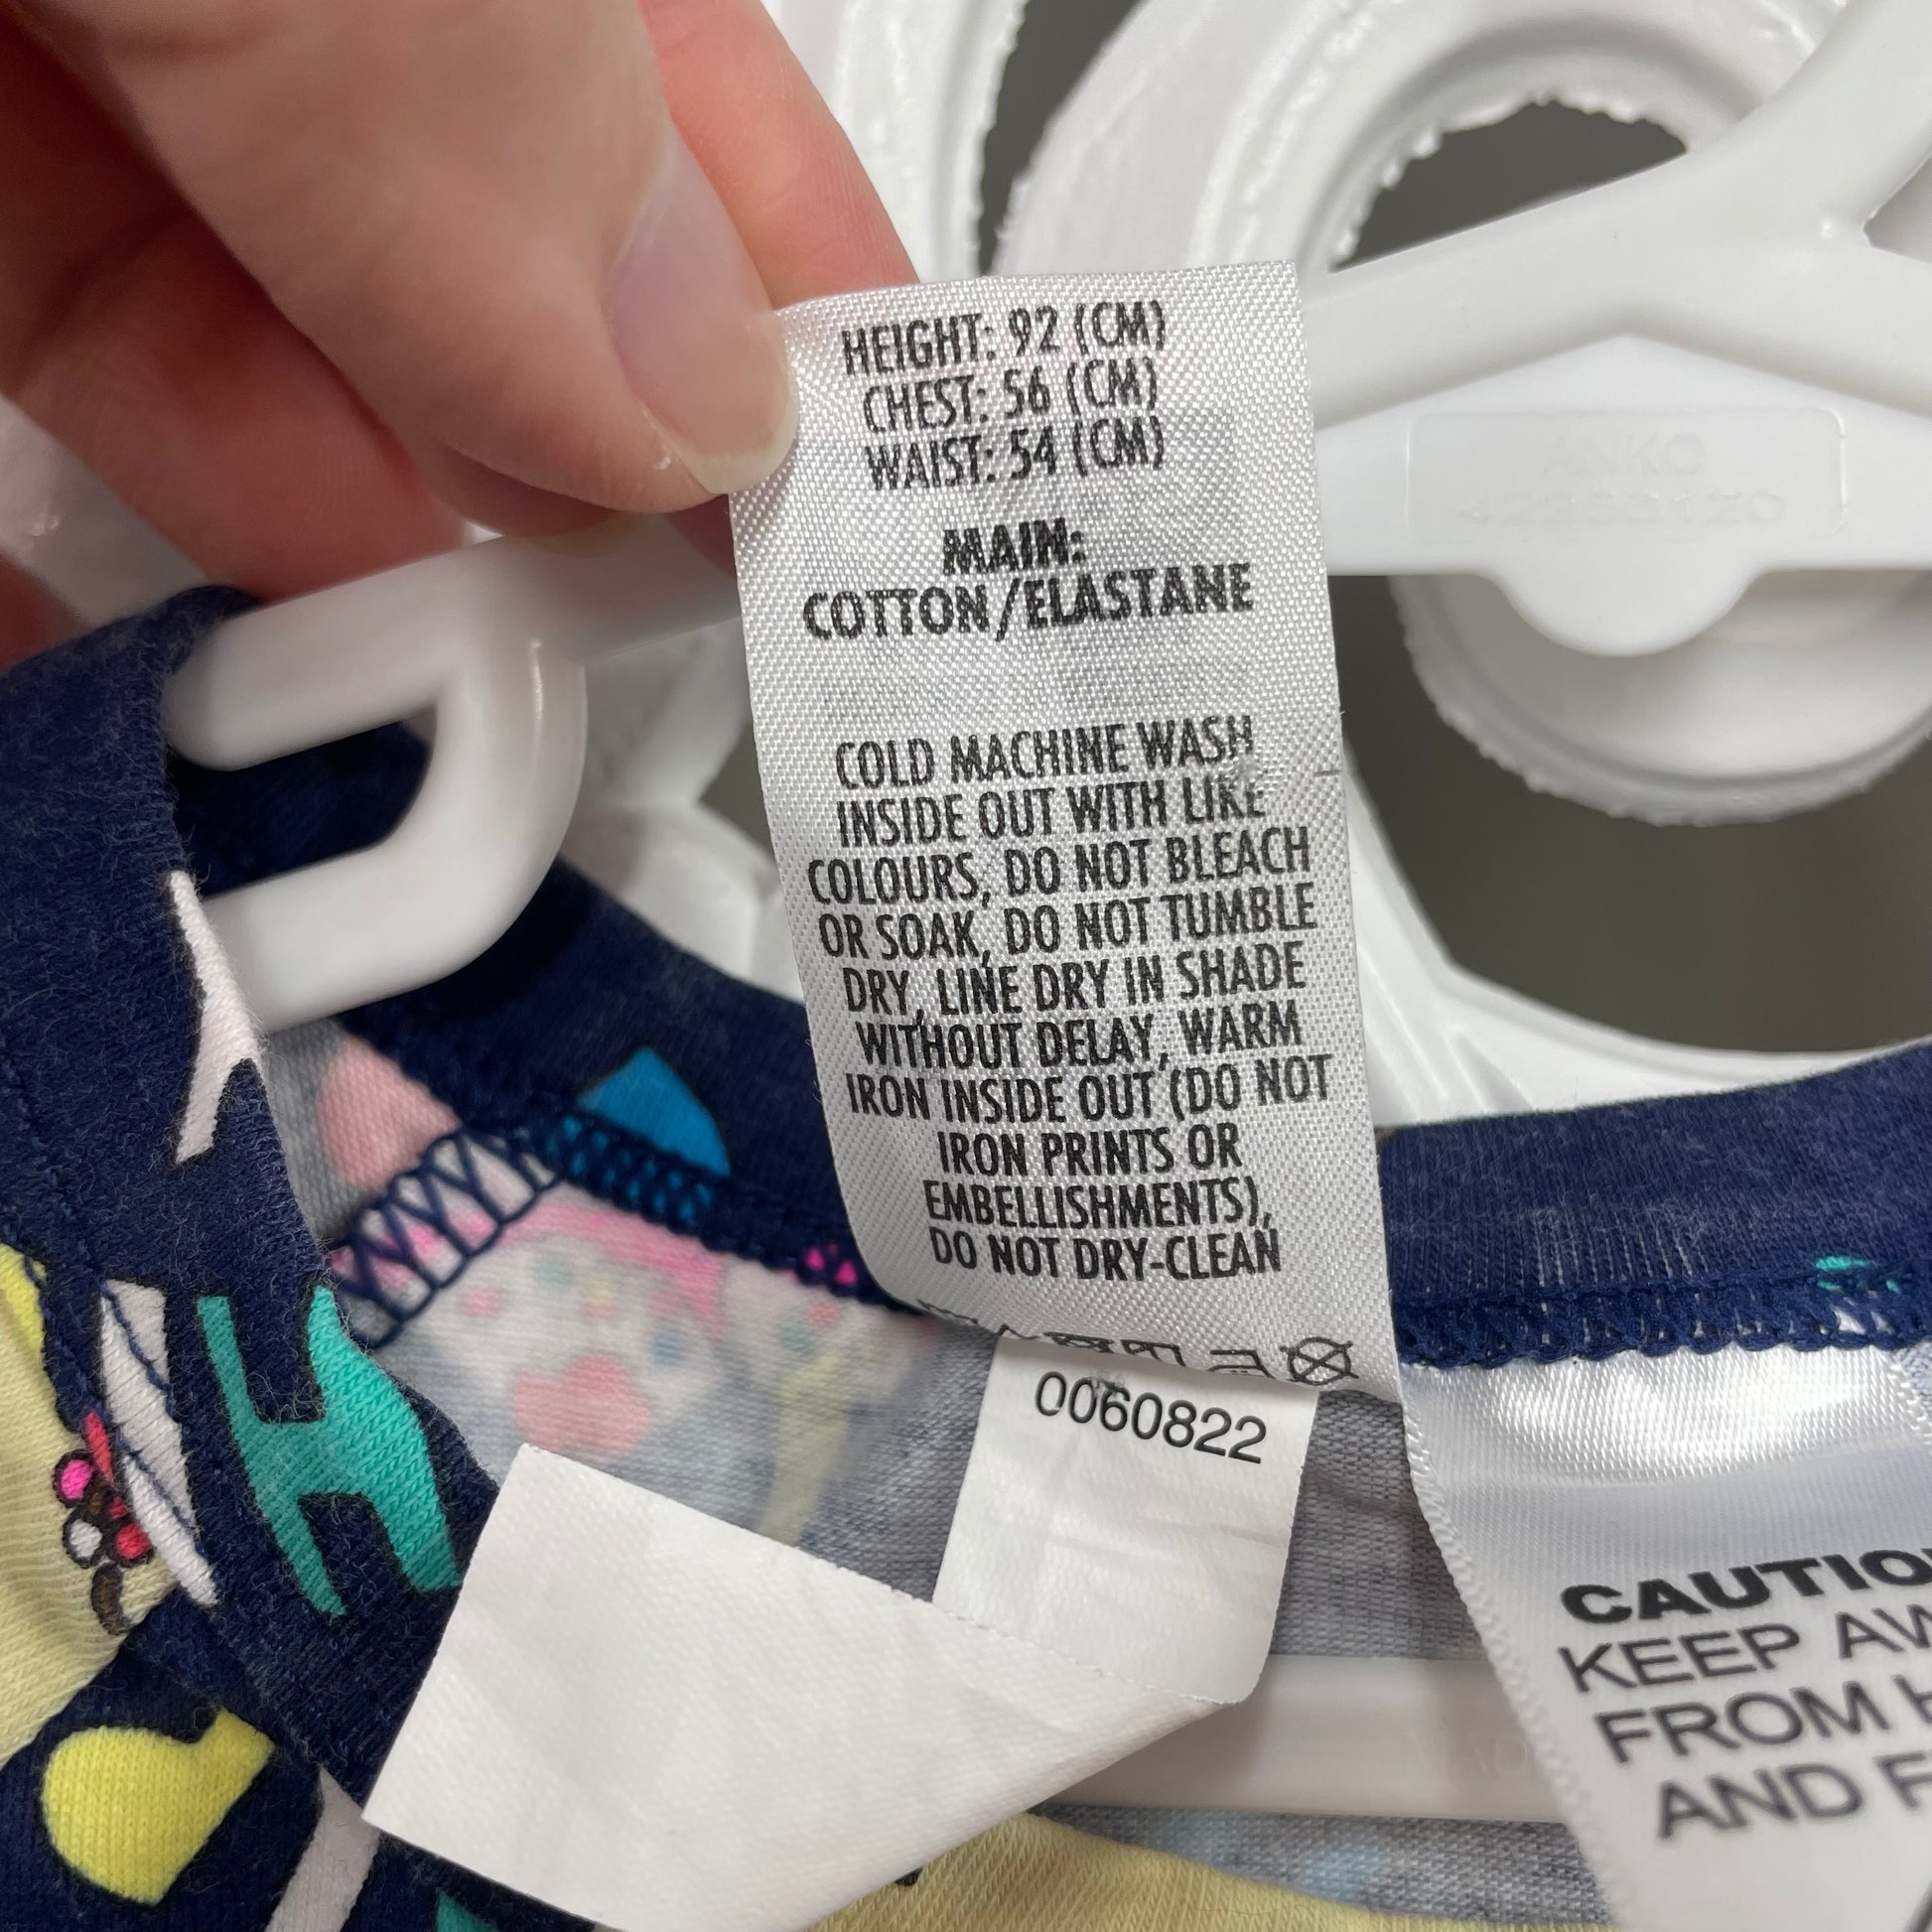 HEIGHT: 92 (CM)
CHEST: 56 (CM)
WAIST: 54 (CM)
MAIN:
COTTON/ELASTANE
COLD MACHINE WASH
INSIDE OUT WITH LIKE
COLOURS, DO NOT BLEACH
OR SOAK, DO NOT TUMBLE
DRY, LINE DRY IN SHADE
WITHOUT DELAY, WARM
IRON INSIDE OUT (DO NOT
IRON PRINTS OR
EMBELLISHMENTS),
DO NOT DRY-CLEAN
0060822
ANKO
CAUTIO
KEEP AW
FROM H
AND F